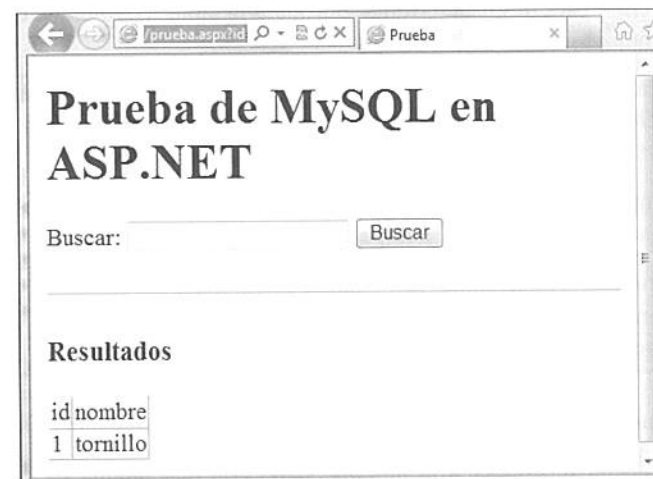 /prueba.aspx?id
Prueba
Prueba de MySQL en
ASP.NET
Buscar:
Buscar
Resultados
id nombre
1 tornillo